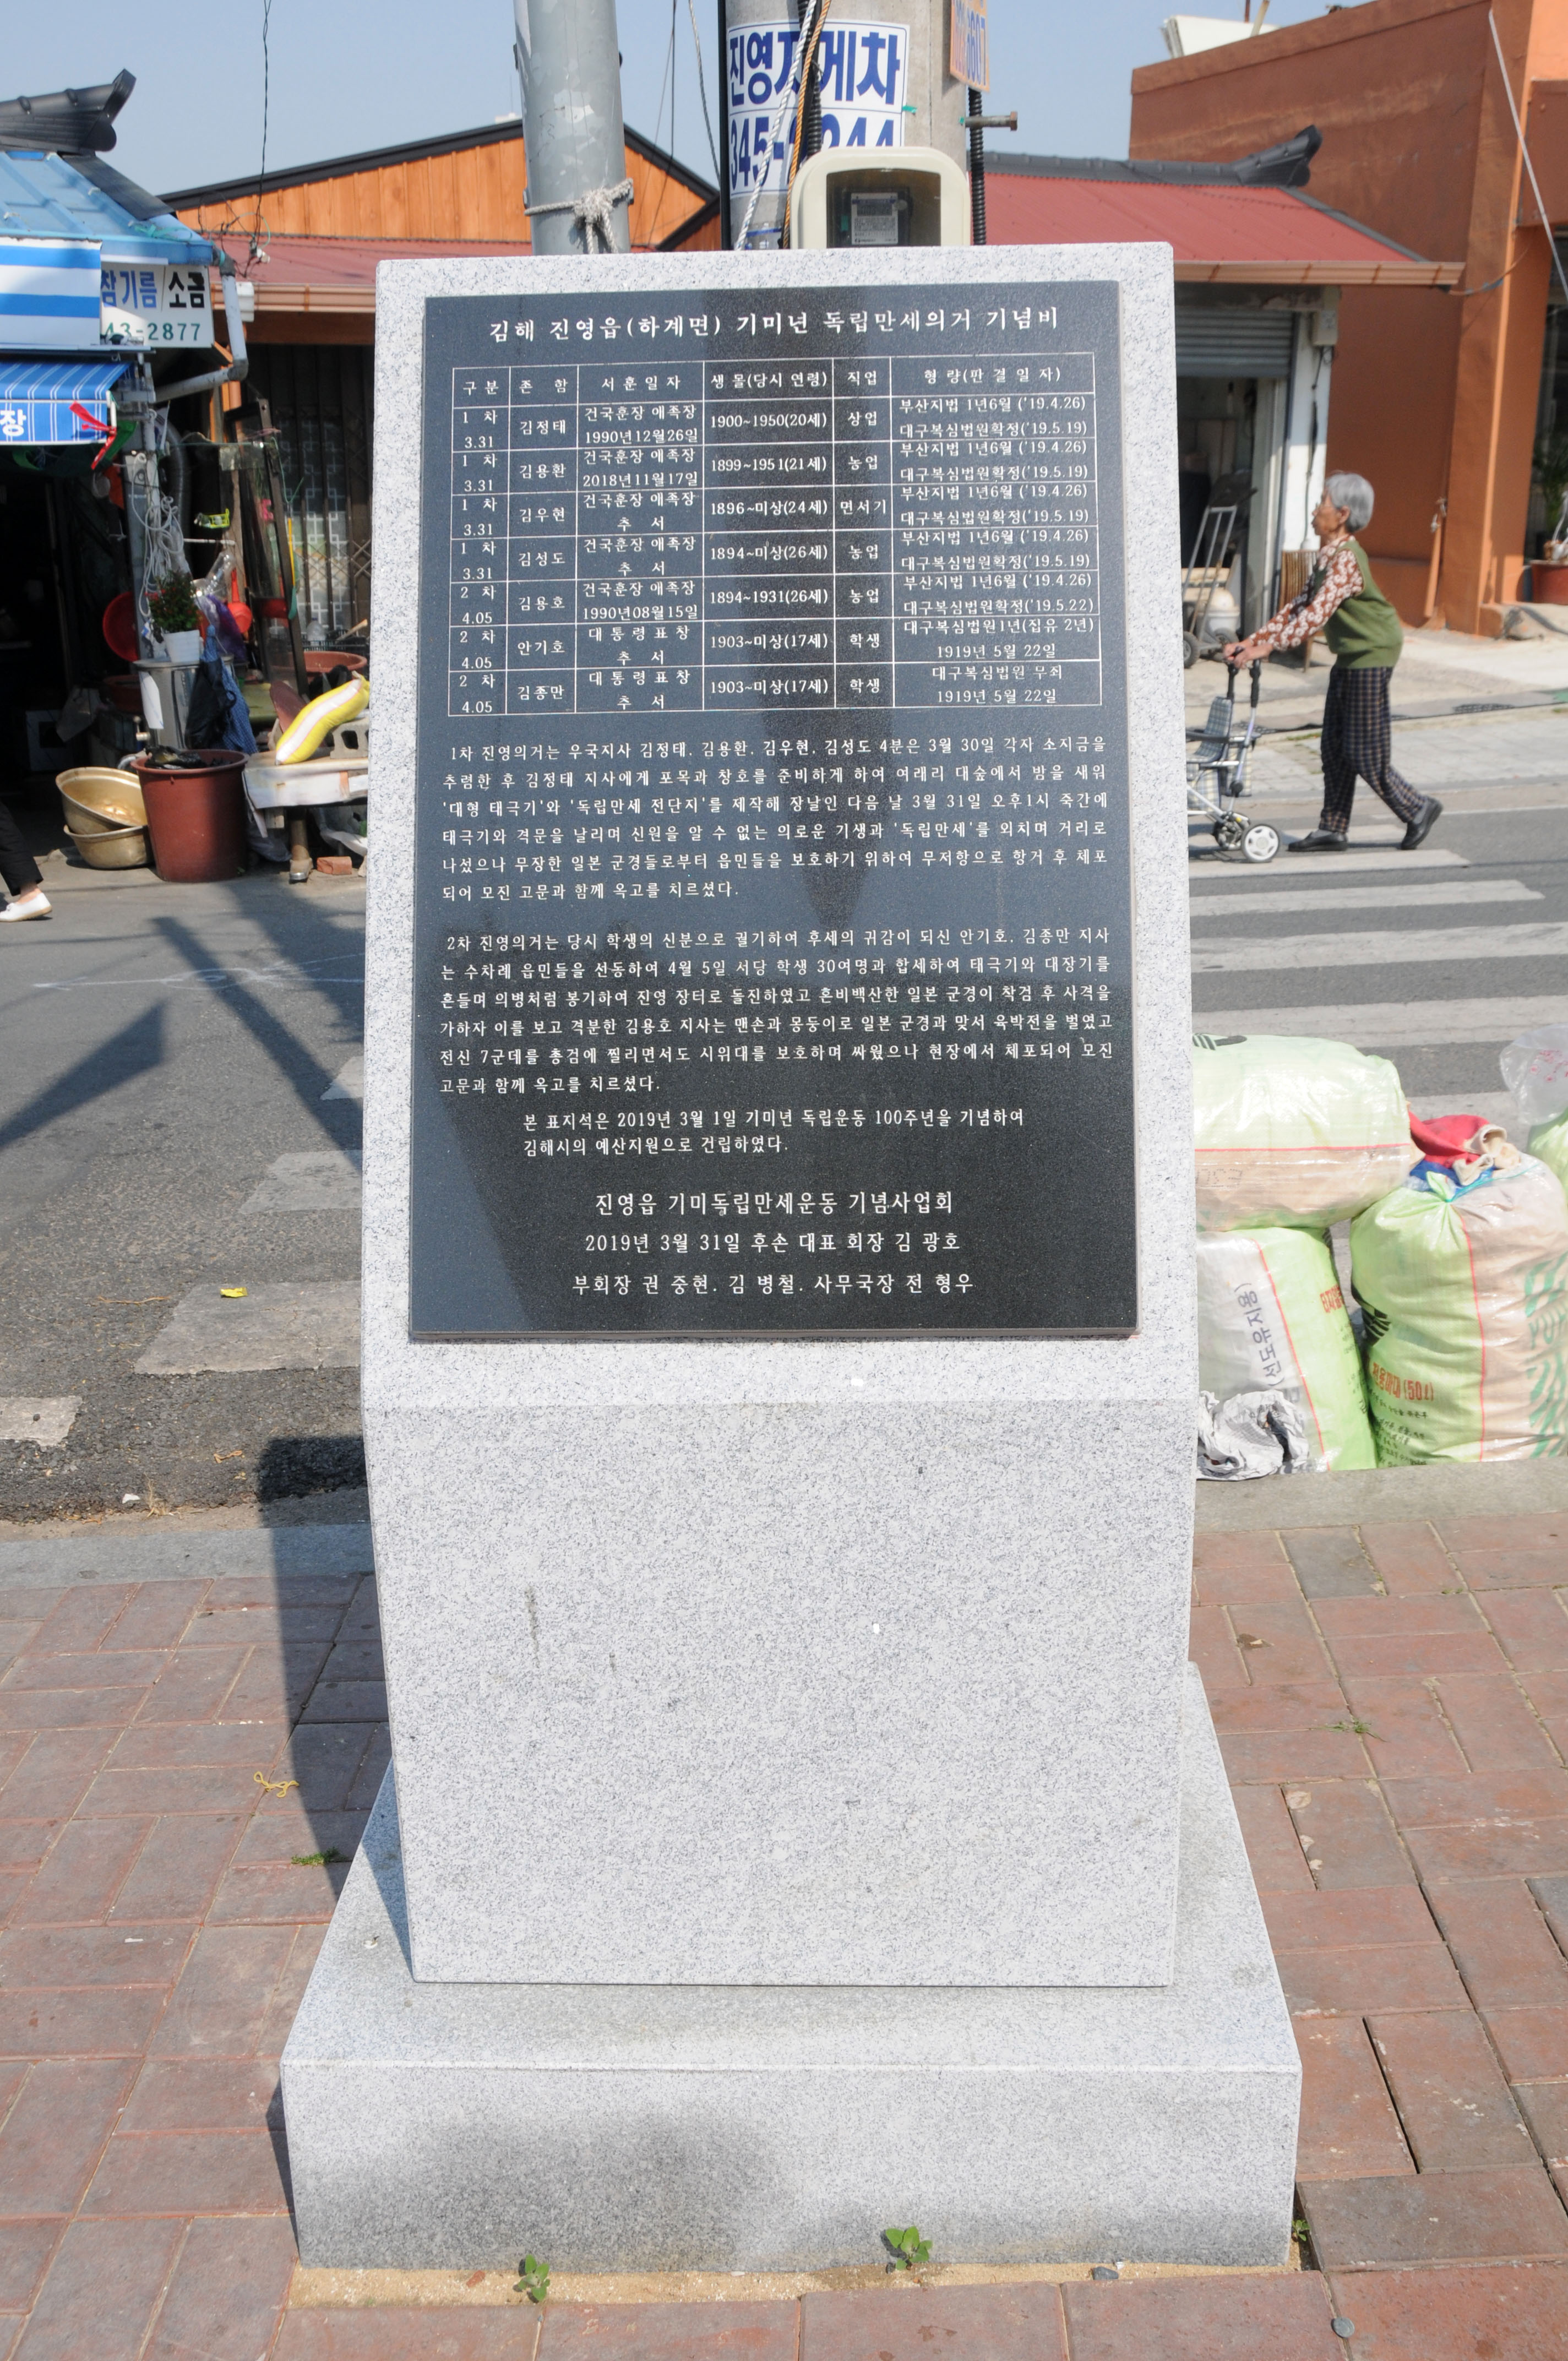 진영지게차
참기름 소금
43-2877
장
김해 진영읍(하계면) 기미년 독립만세의거 기념비
구분 존 함 서훈일자 생 몰(당시 연령) 직업 형 량(판 결 일 자)
1 차 3.31 김정태 건국훈장 애족장 1990년12월26일 1900~1950(20세) 상업 부산지법 1년6월 ('19.4.26) 대구복심법원확정('19.5.19)
1 차 3.31 김용환 건국훈장 애족장 2018년11월17일 1899~1951(21세) 농업 부산지법 1년6월 ('19.4.26) 대구복심법원확정('19.5.19)
1 차 3.31 김우현 건국훈장 애족장 추 서 1896~미상(24세) 면서기 부산지법 1년6월 ('19.4.26) 대구복심법원확정('19.5.19)
1 차 3.31 김성도 건국훈장 애족장 추 서 1894~미상(26세) 농업 부산지법 1년6월 ('19.4.26) 대구복심법원확정('19.5.19)
2 차 4.05 김용호 건국훈장 애족장 1990년08월15일 1894~1931(26세) 농업 부산지법 1년6월 ('19.4.26) 대구복심법원확정('19.5.22)
2 차 4.05 안기호 대통령표창 추 서 1903~미상(17세) 학생 대구복심법원1년(집유 2년) 1919년 5월 22일
2 차 4.05 김종만 대통령표창 추 서 1903~미상(17세) 학생 대구복심법원 무죄 1919년 5월 22일
1차 진영의거는 우국지사 김정태, 김용환, 김우현, 김성도 4분은 3월 30일 각자 소지금을
추렴한 후 김정태 지사에게 포목과 창호를 준비하게 하여 여래리 대숲에서 밤을 새워
'대형 태극기'와 '독립만세 전단지'를 제작해 장날인 다음 날 3월 31일 오후1시 죽간에
태극기와 격문을 날리며 신원을 알 수 없는 의로운 기생과 '독립만세'를 외치며 거리로
나섰으나 무장한 일본 군경들로부터 읍민들을 보호하기 위하여 무저항으로 항거 후 체포
되어 모진 고문과 함께 옥고를 치르셨다.
2차 진영의거는 당시 학생의 신분으로 궐기하여 후세의 귀감이 되신 안기호, 김종만 지사
는 수차례 읍민들을 선동하여 4월 5일 서당 학생 30여명과 합세하여 태극기와 대장기를
흔들며 의병처럼 봉기하여 진영 장터로 돌진하였고 혼비백산한 일본 군경이 착검 후 사격을
가하자 이를 보고 격분한 김용호 지사는 맨손과 몽둥이로 일본 군경과 맞서 육박전을 벌였고
전신 7군데를 총검에 찔리면서도 시위대를 보호하며 싸웠으나 현장에서 체포되어 모진
고문과 함께 옥고를 치르셨다.
본 표지석은 2019년 3월 1일 기미년 독립운동 100주년을 기념하여
김해시의 예산지원으로 건립하였다.
진영읍 기미독립만세운동 기념사업회
2019년 3월 31일 후손 대표 회장 김 광호
부회장 권 중현, 김 병철, 사무국장 전 형우